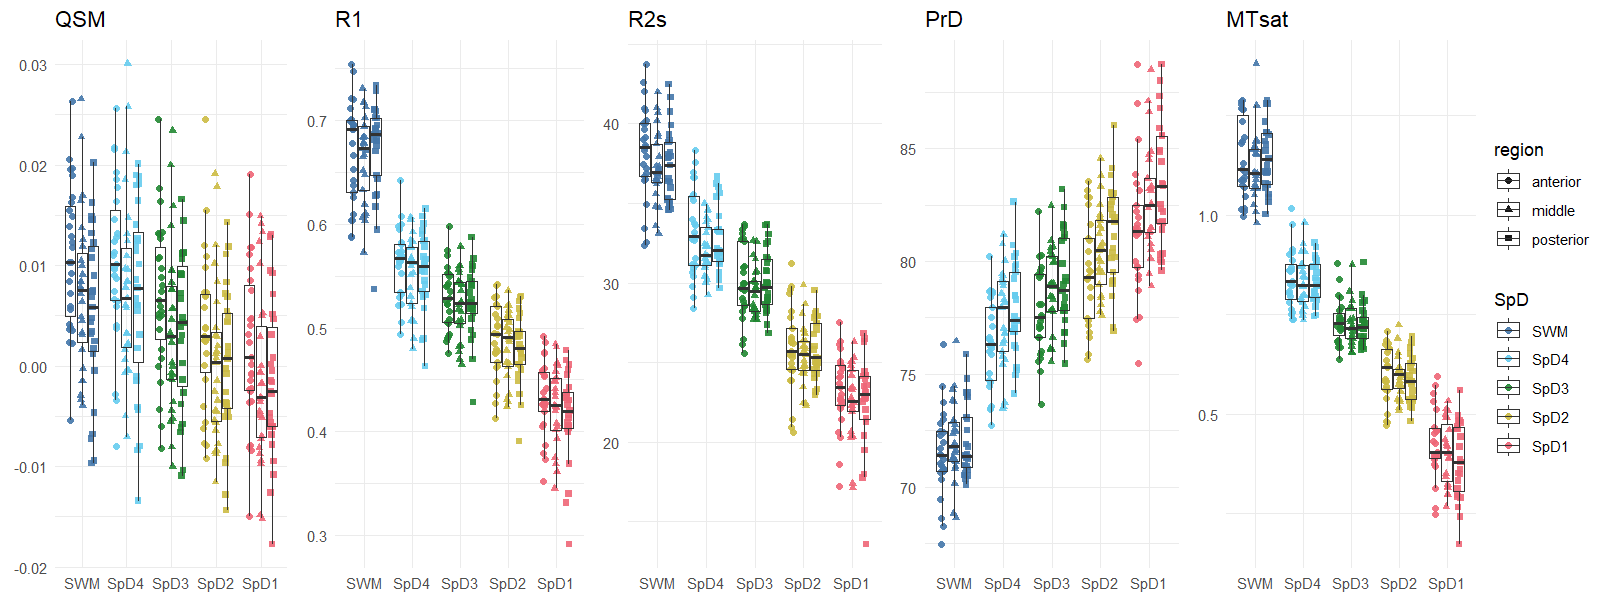 QSM
R1
R2s
PrD
MTsat
0.03
0.02
0.01
0.00
-0.01
-0.02
SWM SpD4 SpD3 SpD2 SpD1
0.7
0.6
0.5
0.4
0.3
SWM SpD4 SpD3 SpD2 SpD1
40
30
20
SWM SpD4 SpD3 SpD2 SpD1
85
80
75
70
SWM SpD4 SpD3 SpD2 SpD1
1.0
0.5
SWM SpD4 SpD3 SpD2 SpD1
region
anterior
middle
posterior
SpD
SWM
SpD4
SpD3
SpD2
SpD1